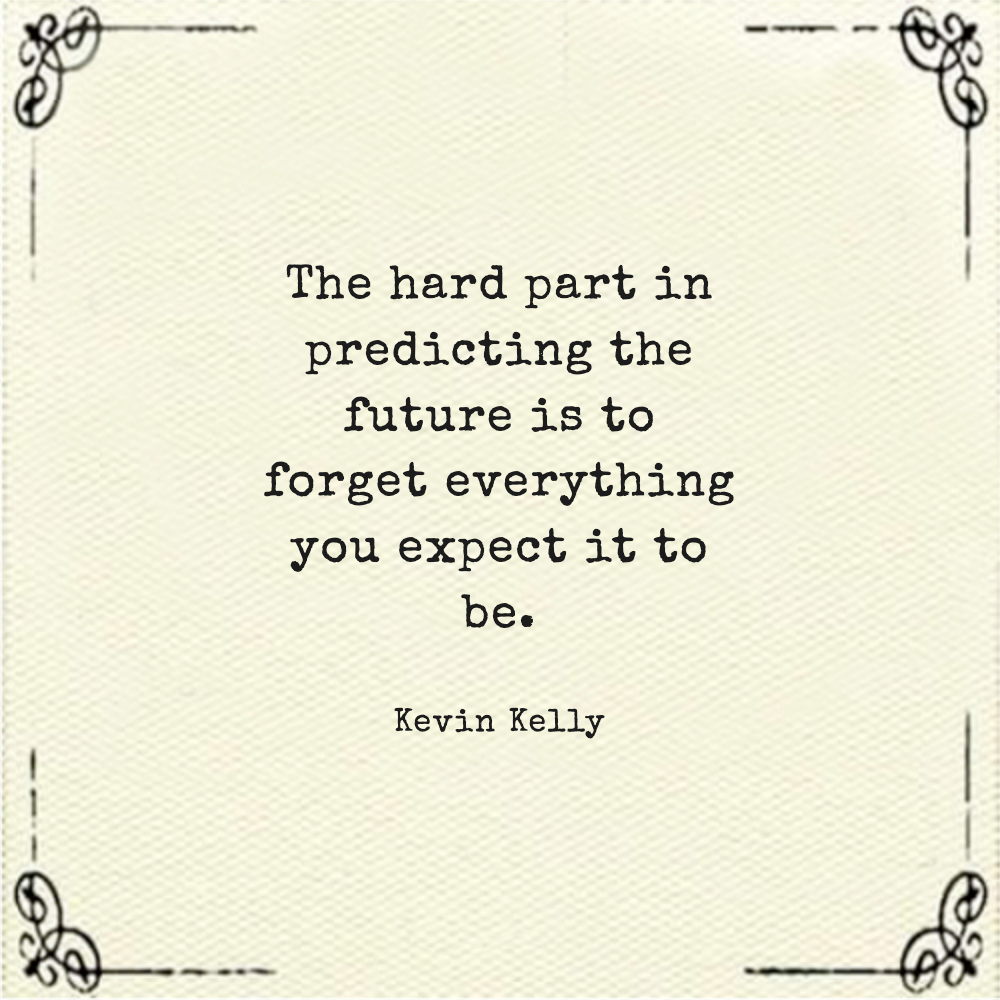 The hard part in
predicting the
future is to
forget everything
you expect it to
be.
Kevin Kelly